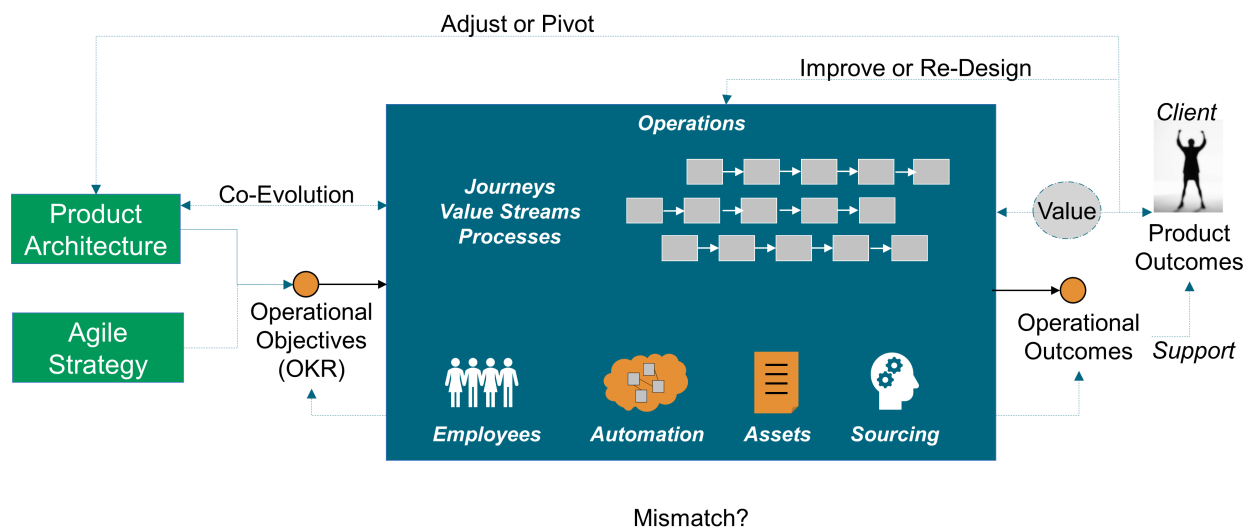 Adjust or Pivot
Improve or Re-Design
Client
Operations
Journeys
Value Streams
Processes
Co-Evolution
Product
Architecture
Value
Product
Outcomes
Operational
Objectives
(OKR)
Agile
Strategy
Operational
Outcomes
Support
Employees
Automation
Assets
Sourcing
Mismatch?